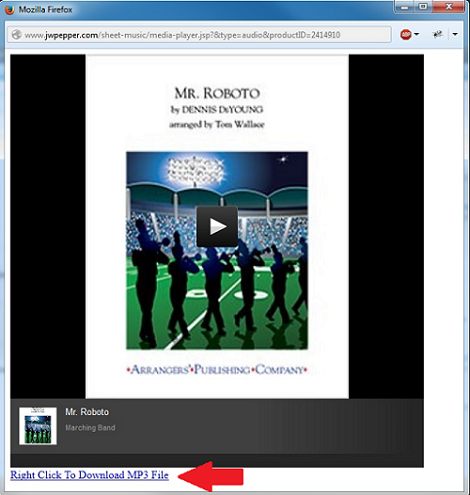 Mozilla Firefox
www.jwpepper.com/sheet-music/media-player.jsp?&type=audio&productID=2414910
MR. ROBOTO
by DENNIS DEYOUNG
arranged by Tom Wallace
•ARRANGERS'•PUBLISHING•COMPANY•
Mr. Roboto
Marching Band
Right Click To Download MP3 File